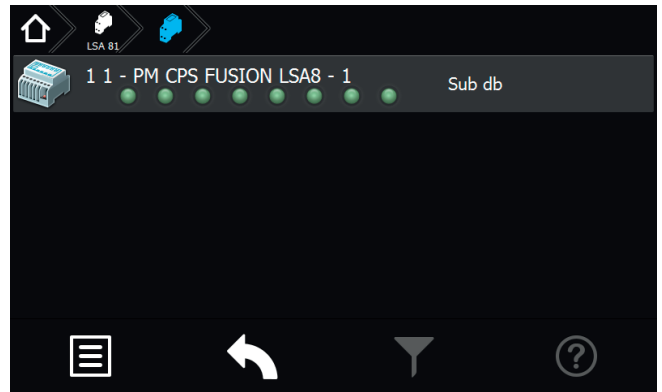 LSA 81
1 1 - PM CPS FUSION LSA8 - 1
Sub db
?